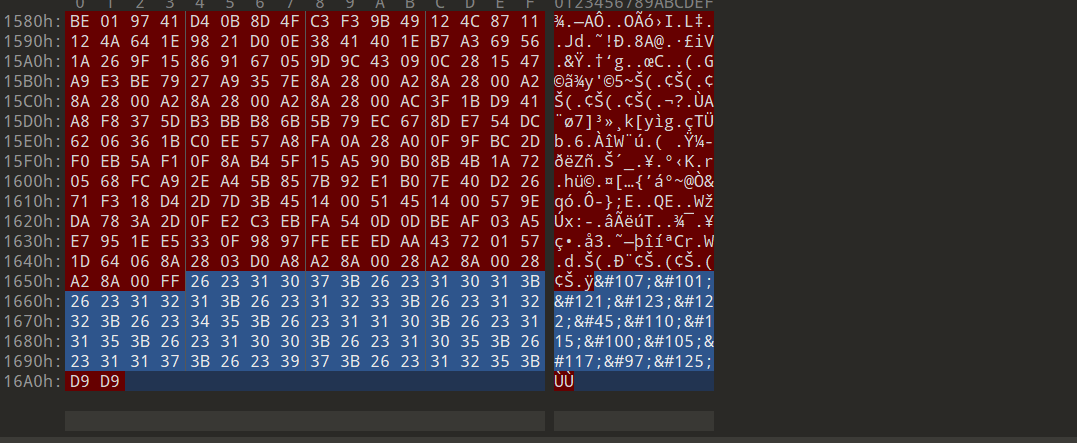 0 1 2 3 4 5 6 7 8 9 A B C D E F 0123456789ABCDEF
1580h: BE 01 97 41 D4 0B 8D 4F C3 F3 9B 49 12 4C 87 11 ¾.—AÔ..OÃó›I.L‡.
1590h: 12 4A 64 1E 98 21 D0 0E 38 41 40 1E B7 A3 69 56 .Jd.˜!Ð.8A@.·£iV
15A0h: 1A 26 9F 15 86 91 67 05 9D 9C 43 09 0C 28 15 47 .&Ÿ.†‘g..œC..(.G
15B0h: A9 E3 BE 79 27 A9 35 7E 8A 28 00 A2 8A 28 00 A2 ©ã¾y'©5~Š(.¢Š(.¢
15C0h: 8A 28 00 A2 8A 28 00 A2 8A 28 00 AC 3F 1B D9 41 Š(.¢Š(.¢Š(.¬?.ÙA
15D0h: A8 F8 37 5D B3 BB B8 6B 5B 79 EC 67 8D E7 54 DC ¨ø7]³»¸k[yìg.çTÜ
15E0h: 62 06 36 1B C0 EE 57 A8 FA 0A 28 A0 0F 9F BC 2D b.6.ÀîW¨ú.( .Ÿ¼-
15F0h: F0 EB 5A F1 0F 8A B4 5F 15 A5 90 B0 8B 4B 1A 72 ðëZñ.Š´_.¥.°‹K.r
1600h: 05 68 FC A9 2E A4 5B 85 7B 92 E1 B0 7E 40 D2 26 .hü©.¤[…{’á°~@Ò&
1610h: 71 F3 18 D4 2D 7D 3B 45 14 00 51 45 14 00 57 9E qó.Ô-};E..QE..Wž
1620h: DA 78 3A 2D 0F E2 C3 EB FA 54 0D 0D BE AF 03 A5 Úx:-.âÃëúT..¾¯.¥
1630h: E7 95 1E E5 33 0F 98 97 FE EE ED AA 43 72 01 57 ç•.å3.˜—þîíªCr.W
1640h: 1D 64 06 8A 28 03 D0 A8 A2 8A 00 28 A2 8A 00 28 .d.Š(.Ð¨¢Š.(¢Š.(
1650h: A2 8A 00 FF 26 23 31 30 37 3B 26 23 31 30 31 3B ¢Š.ÿ&#107;&#101;
1660h: 26 23 31 32 31 3B 26 23 31 32 33 3B 26 23 31 32 &#121;&#123;&#12
1670h: 32 3B 26 23 34 35 3B 26 23 31 31 30 3B 26 23 31 2;&#45;&#110;&#1
1680h: 31 35 3B 26 23 31 30 30 3B 26 23 31 30 35 3B 26 15;&#100;&#105;&
1690h: 23 31 31 37 3B 26 23 39 37 3B 26 23 31 32 35 3B #117;&#97;&#125;
16A0h: D9 D9 ÙÙ